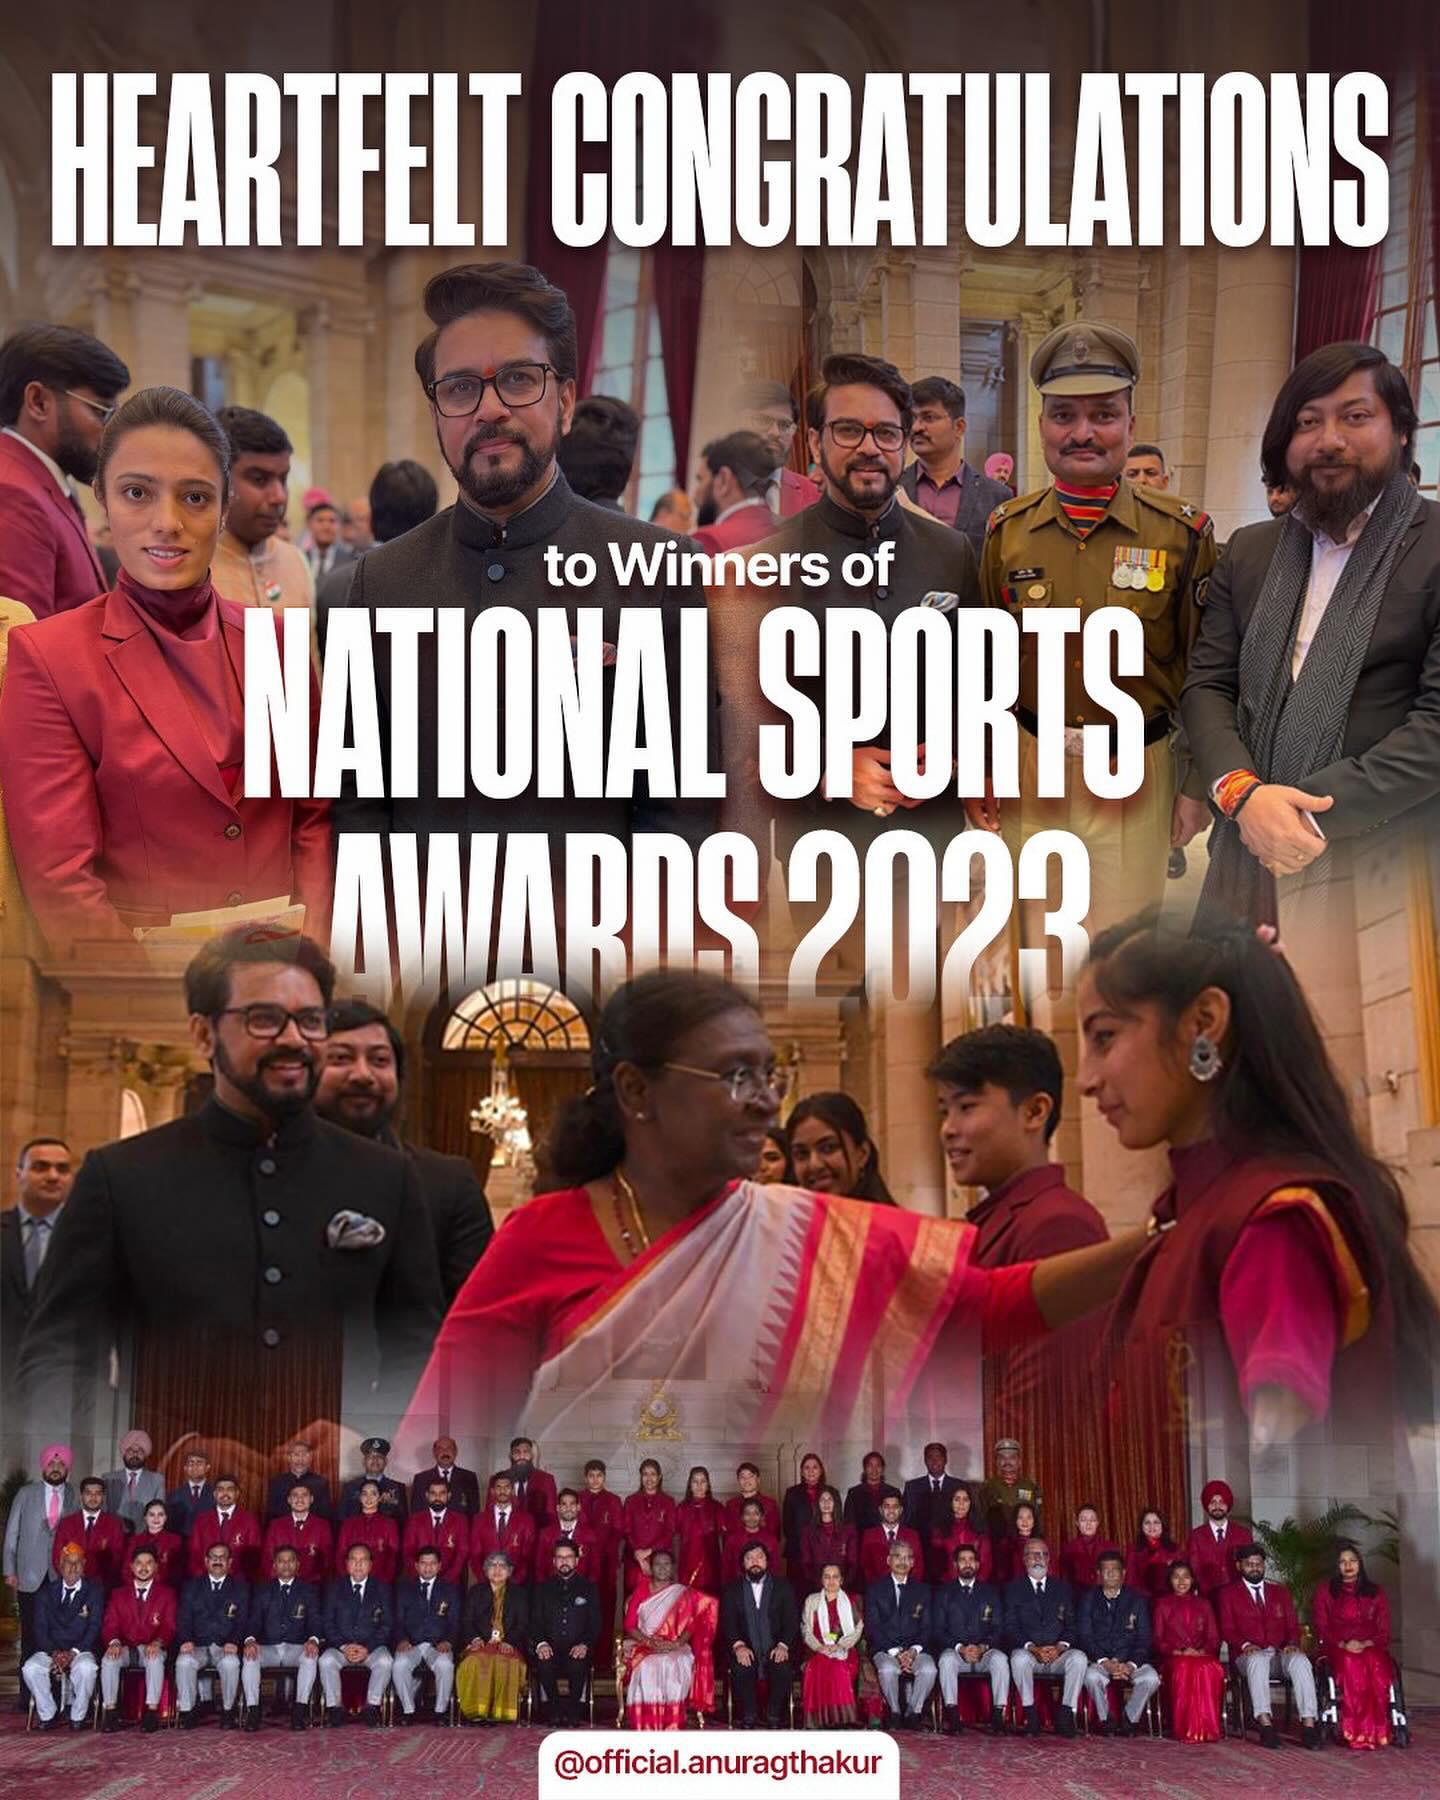 HEARTFELT CONGRATULATIONS
to Winners of
NATIONAL SPORTS
AWARDS 2023
@official.anuragthakur